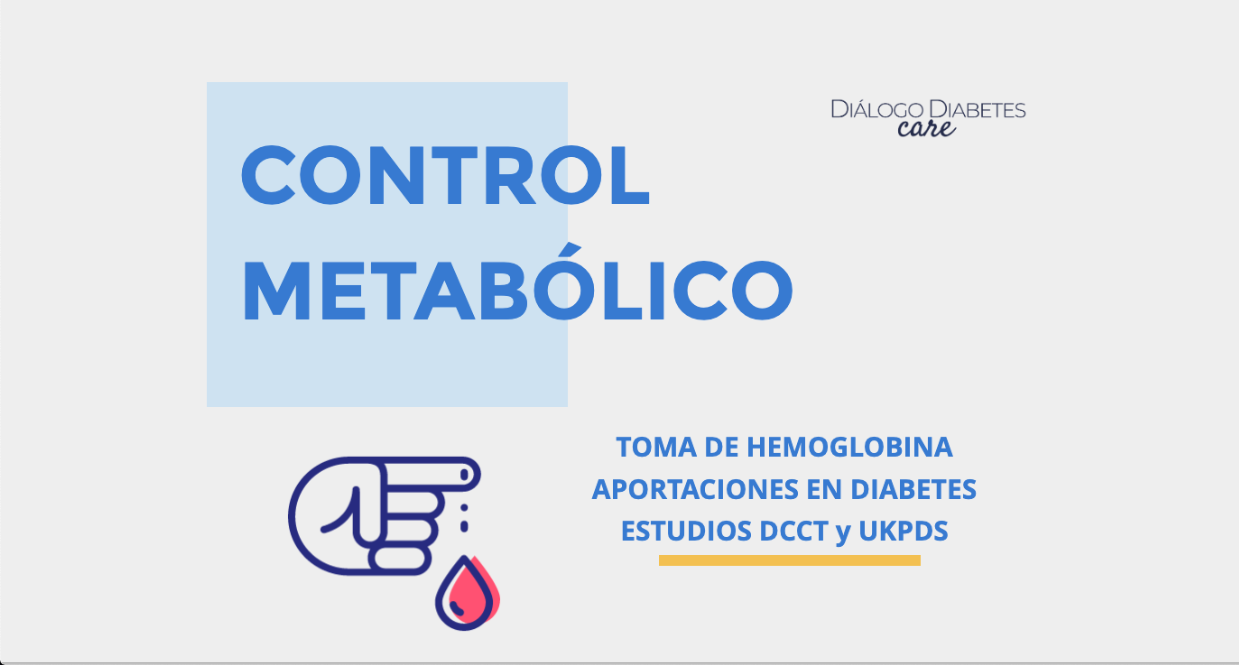 DIÁLOGO DIABETES
care
CONTROL
METABÓLICO
TOMA DE HEMOGLOBINA
APORTACIONES EN DIABETES
ESTUDIOS DCCT y UKPDS